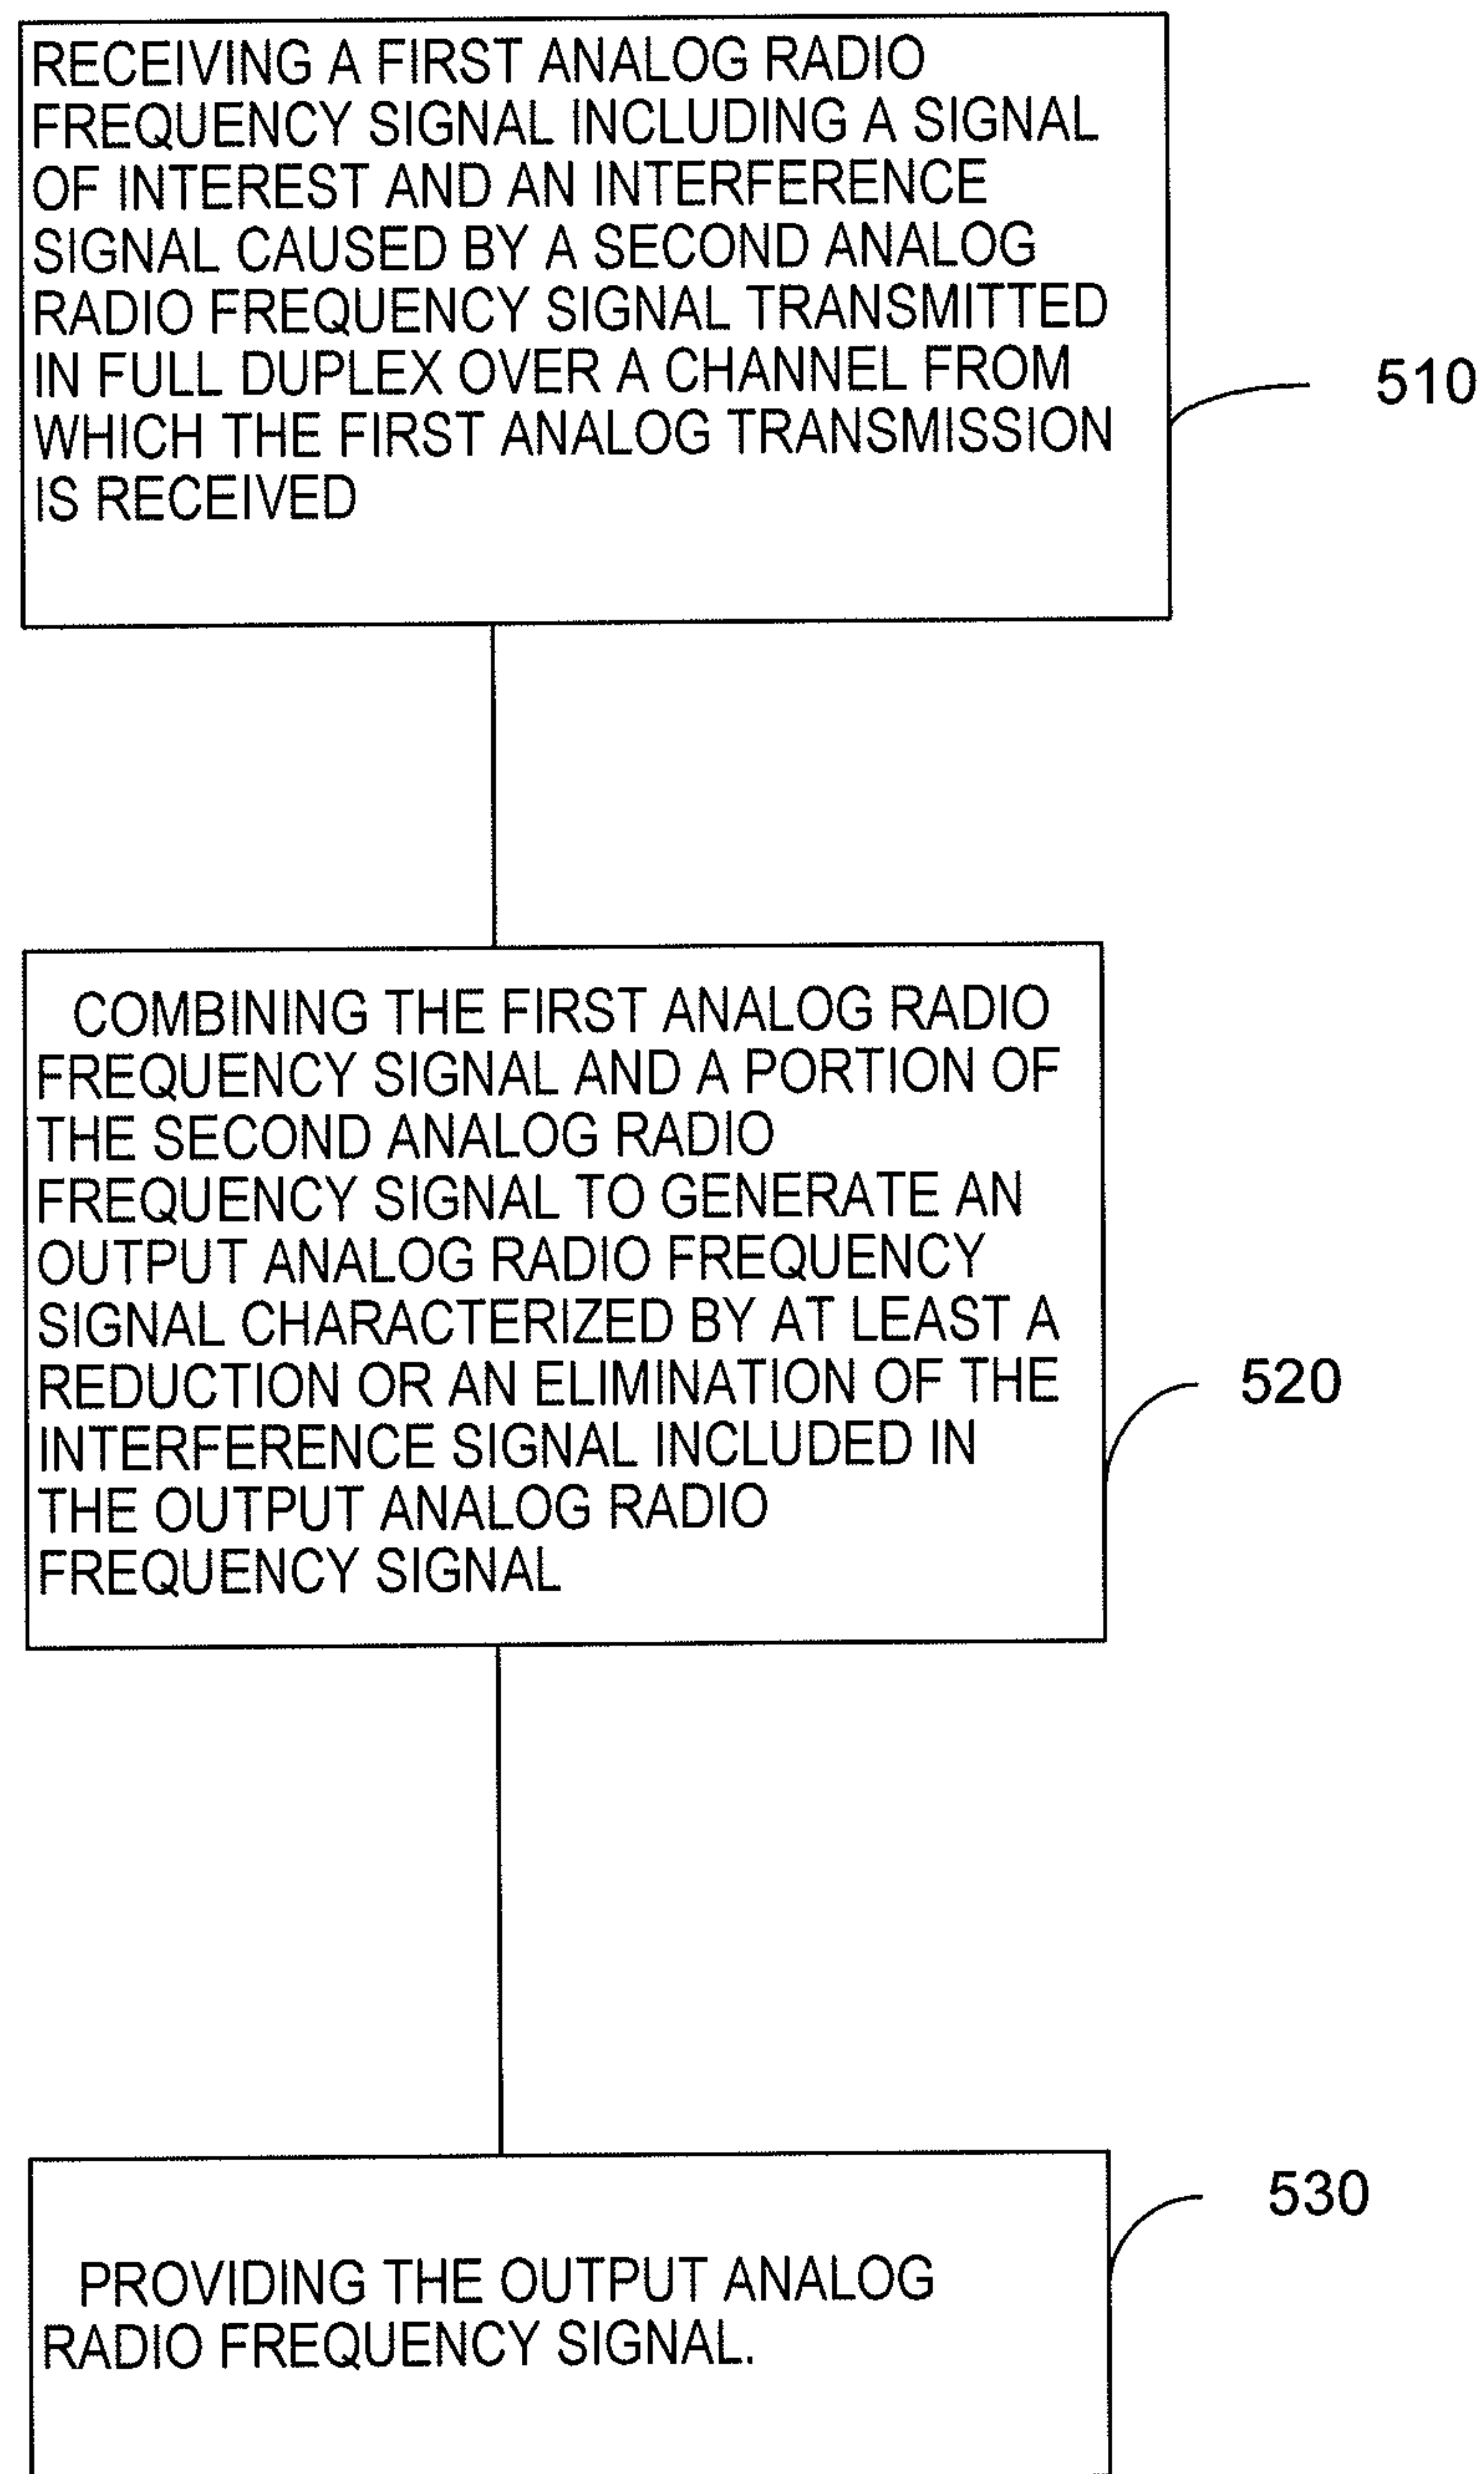 RECEIVING A FIRST ANALOG RADIO
FREQUENCY SIGNAL INCLUDING A SIGNAL
OF INTEREST AND AN INTERFERENCE
SIGNAL CAUSED BY A SECOND ANALOG
RADIO FREQUENCY SIGNAL TRANSMITTED
IN FULL DUPLEX OVER A CHANNEL FROM
WHICH THE FIRST ANALOG TRANSMISSION
IS RECEIVED
510
COMBINING THE FIRST ANALOG RADIO
FREQUENCY SIGNAL AND A PORTION OF
THE SECOND ANALOG RADIO
FREQUENCY SIGNAL TO GENERATE AN
OUTPUT ANALOG RADIO FREQUENCY
SIGNAL CHARACTERIZED BY AT LEAST A
REDUCTION OR AN ELIMINATION OF THE
INTERFERENCE SIGNAL INCLUDED IN
THE OUTPUT ANALOG RADIO
FREQUENCY SIGNAL
520
PROVIDING THE OUTPUT ANALOG
RADIO FREQUENCY SIGNAL.
530